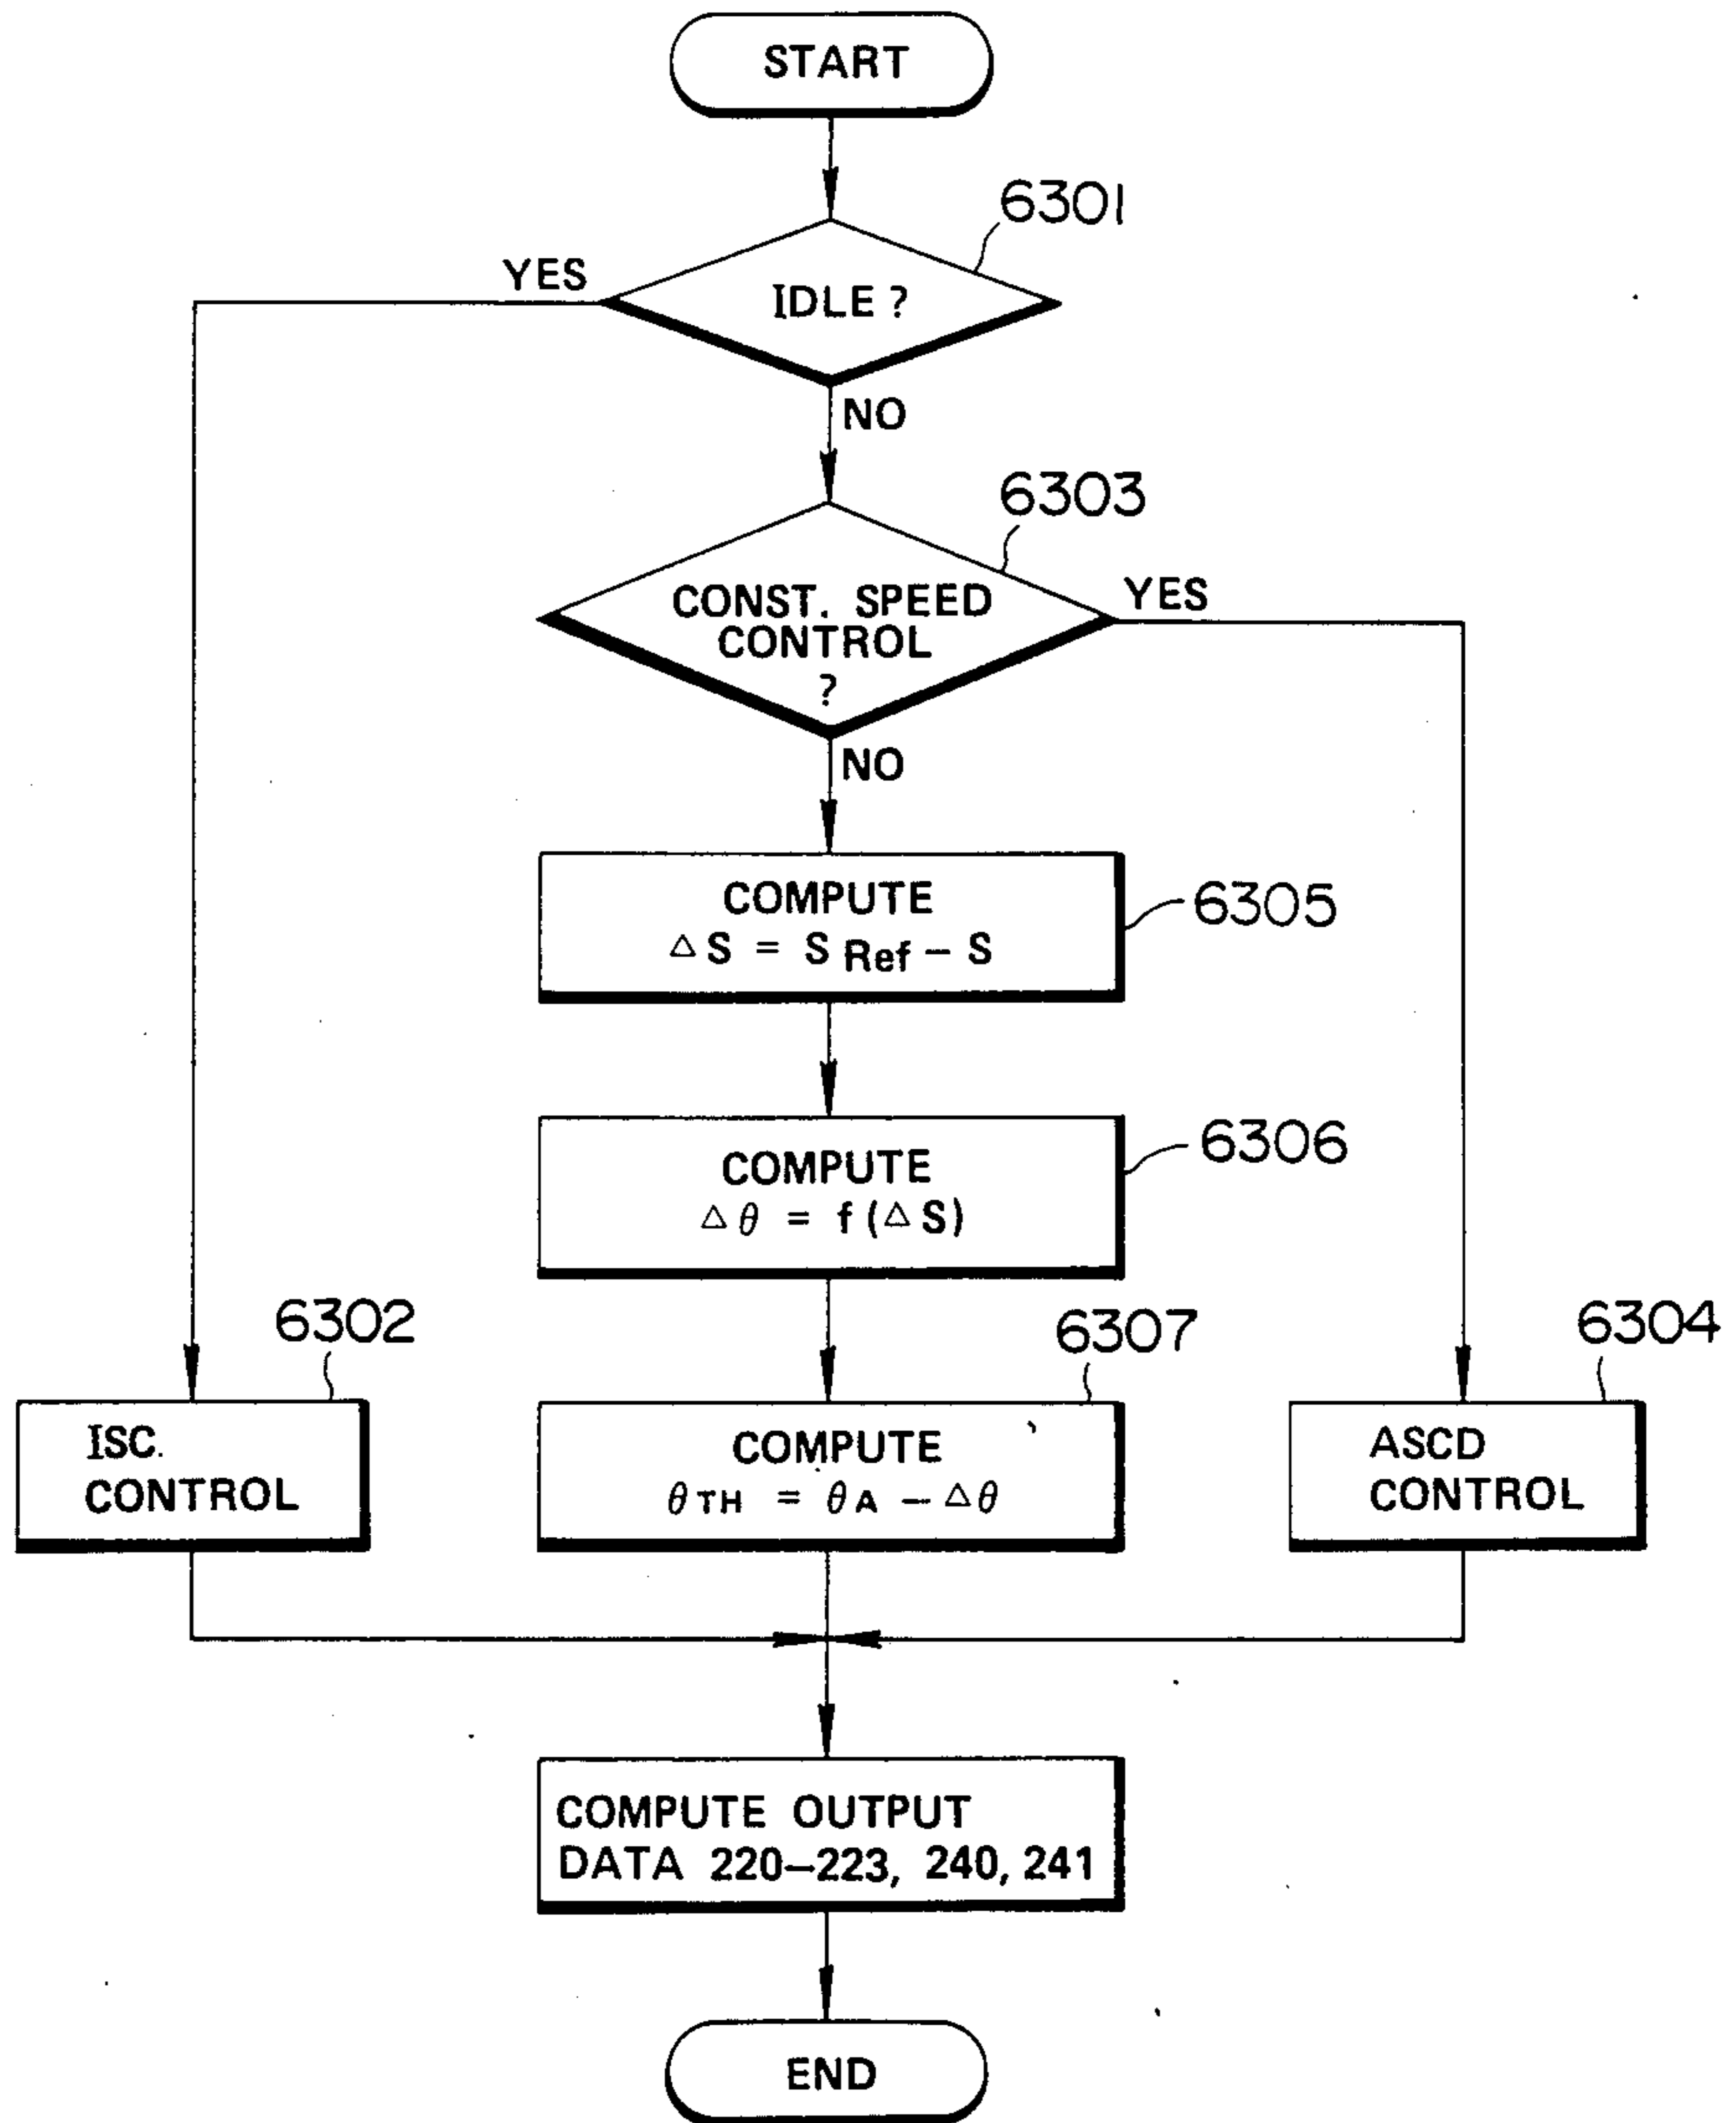 START
6301
YES
IDLE ?
NO
6303
CONST. SPEED
CONTROL
?
YES
NO
COMPUTE
△S = S Ref – S
6305
COMPUTE
△θ = f(△S)
6306
6302
ISC.
CONTROL
6307
COMPUTE
θTH = θA – △θ
6304
ASCD
CONTROL
COMPUTE OUTPUT
DATA 220–223, 240, 241
END